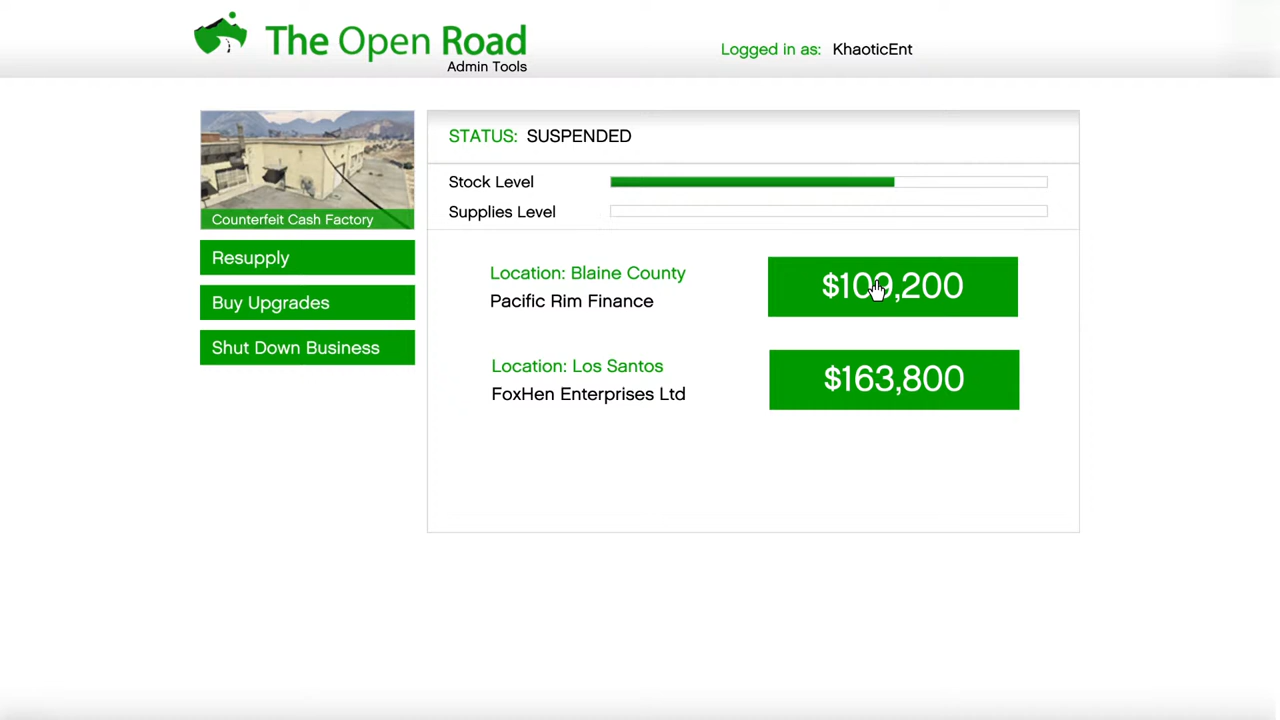 The Open Road
Admin Tools
Logged in as: KhaoticEnt
Counterfeit Cash Factory
Resupply
Buy Upgrades
Shut Down Business
STATUS: SUSPENDED
Stock Level
Supplies Level
Location: Blaine County
Pacific Rim Finance
$109,200
Location: Los Santos
FoxHen Enterprises Ltd
$163,800